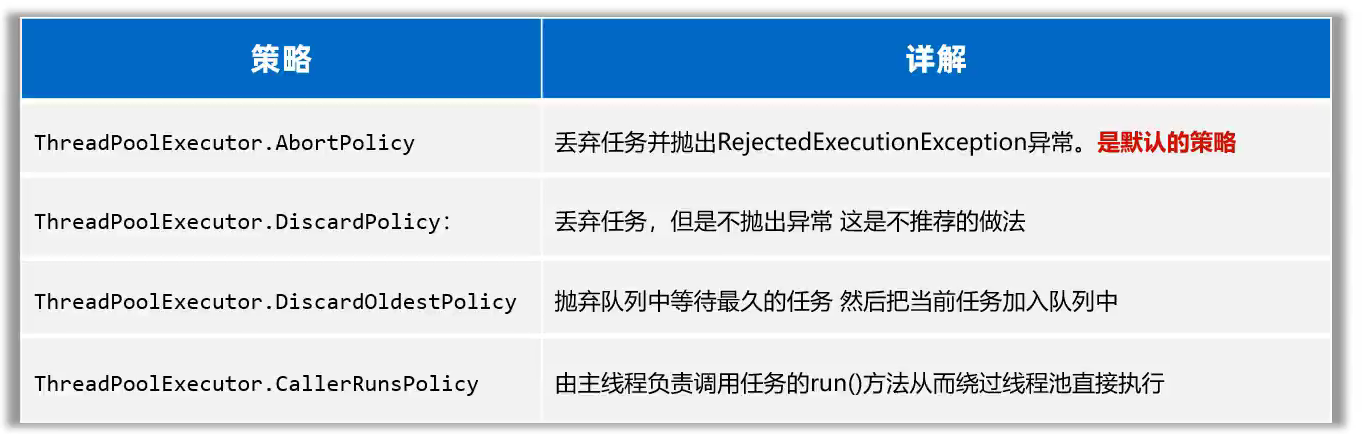 策略 详解
ThreadPoolExecutor.AbortPolicy 丢弃任务并抛出RejectedExecutionException异常。是默认的策略
ThreadPoolExecutor.DiscardPolicy： 丢弃任务，但是不抛出异常 这是不推荐的做法
ThreadPoolExecutor.DiscardOldestPolicy 抛弃队列中等待最久的任务 然后把当前任务加入队列中
ThreadPoolExecutor.CallerRunsPolicy 由主线程负责调用任务的run()方法从而绕过线程池直接执行